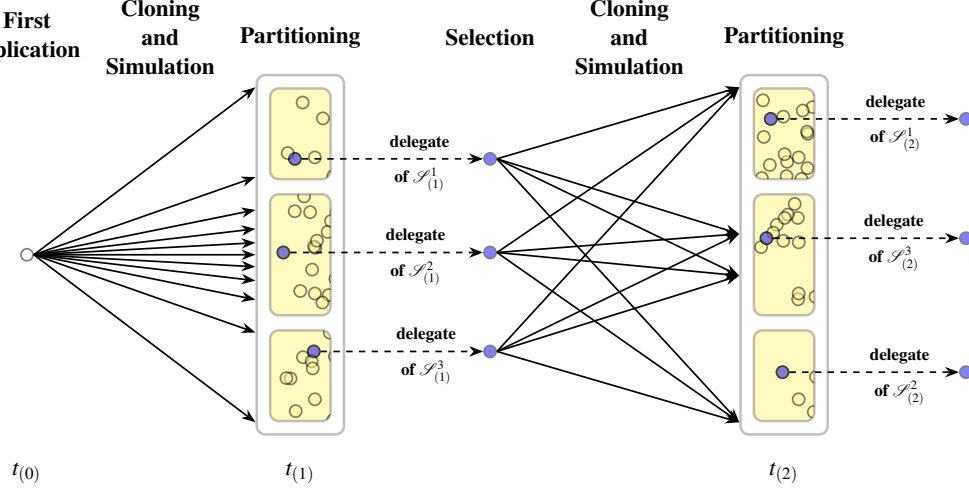 First
plication
Cloning
and
Simulation
Partitioning
Selection
Cloning
and
Simulation
Partitioning
delegate
of 𝒮¹₍₁₎
delegate
of 𝒮²₍₁₎
delegate
of 𝒮³₍₁₎
delegate
of 𝒮¹₍₂₎
delegate
of 𝒮³₍₂₎
delegate
of 𝒮²₍₂₎
t₍₀₎
t₍₁₎
t₍₂₎